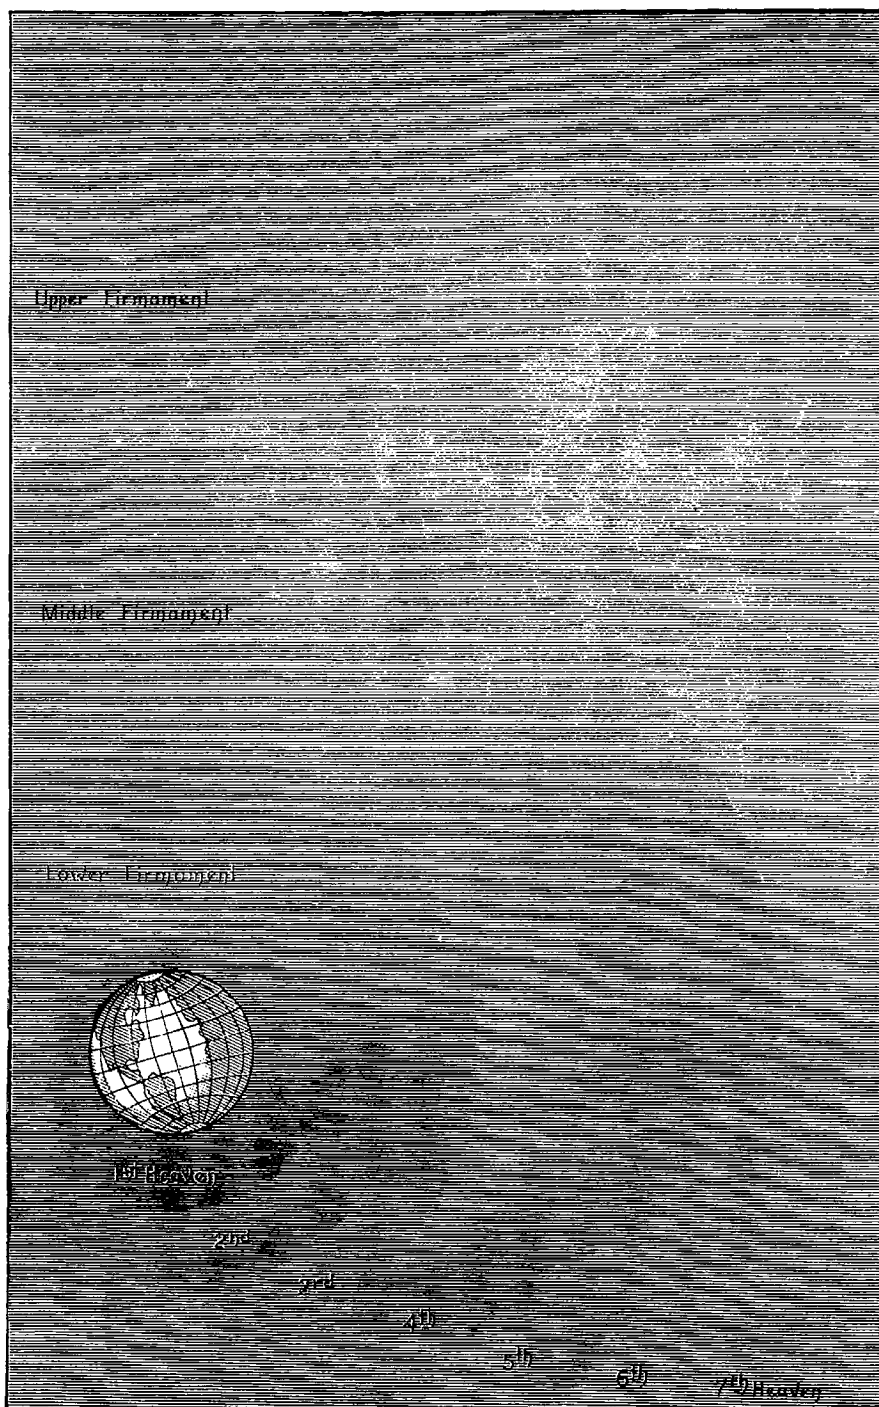 Upper Firmament
Middle Firmament
Lower Firmament
1st Heaven
2nd
3rd
4th
5th
6th
7th Heaven